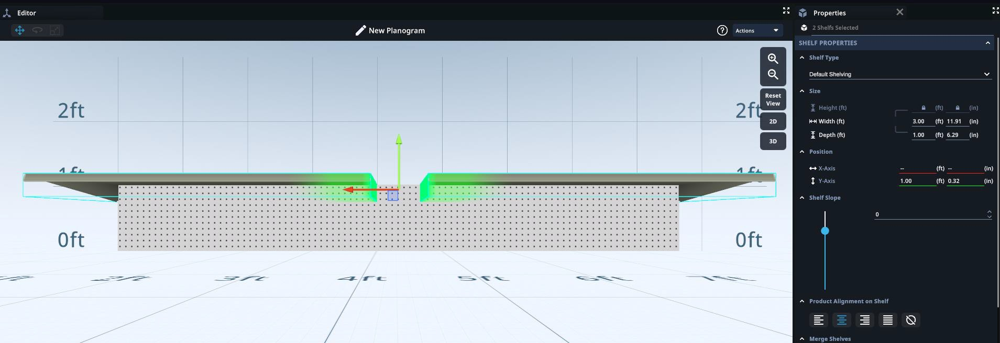 Editor
Properties
New Planogram
Actions
2 Shelfs Selected
SHELF PROPERTIES
Shelf Type
Default Shelving
Size
Height (ft) (ft) (in)
Width (ft) 3.00 (ft) 11.91 (in)
Depth (ft) 1.00 (ft) 6.29 (in)
Position
X-Axis -- (ft) -- (in)
Y-Axis 1.00 (ft) 0.32 (in)
Shelf Slope
0
Product Alignment on Shelf
Merge Shelves
Reset
View
2D
3D
2ft 2ft
1ft 1ft
0ft 0ft
2ft 3ft 4ft 5ft 6ft 7ft